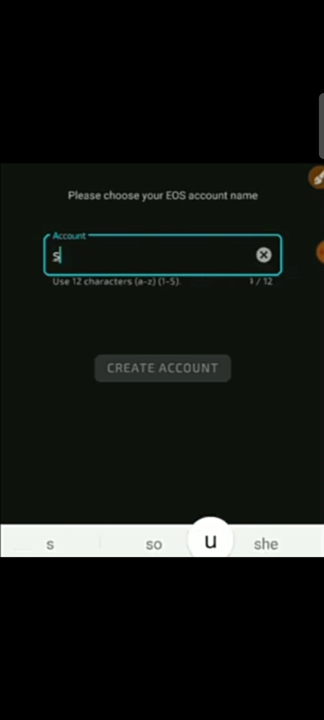 Please choose your EOS account name
Account
s
Use 12 characters (a-z) (1-5).
1 / 12
CREATE ACCOUNT
s
so
u
she